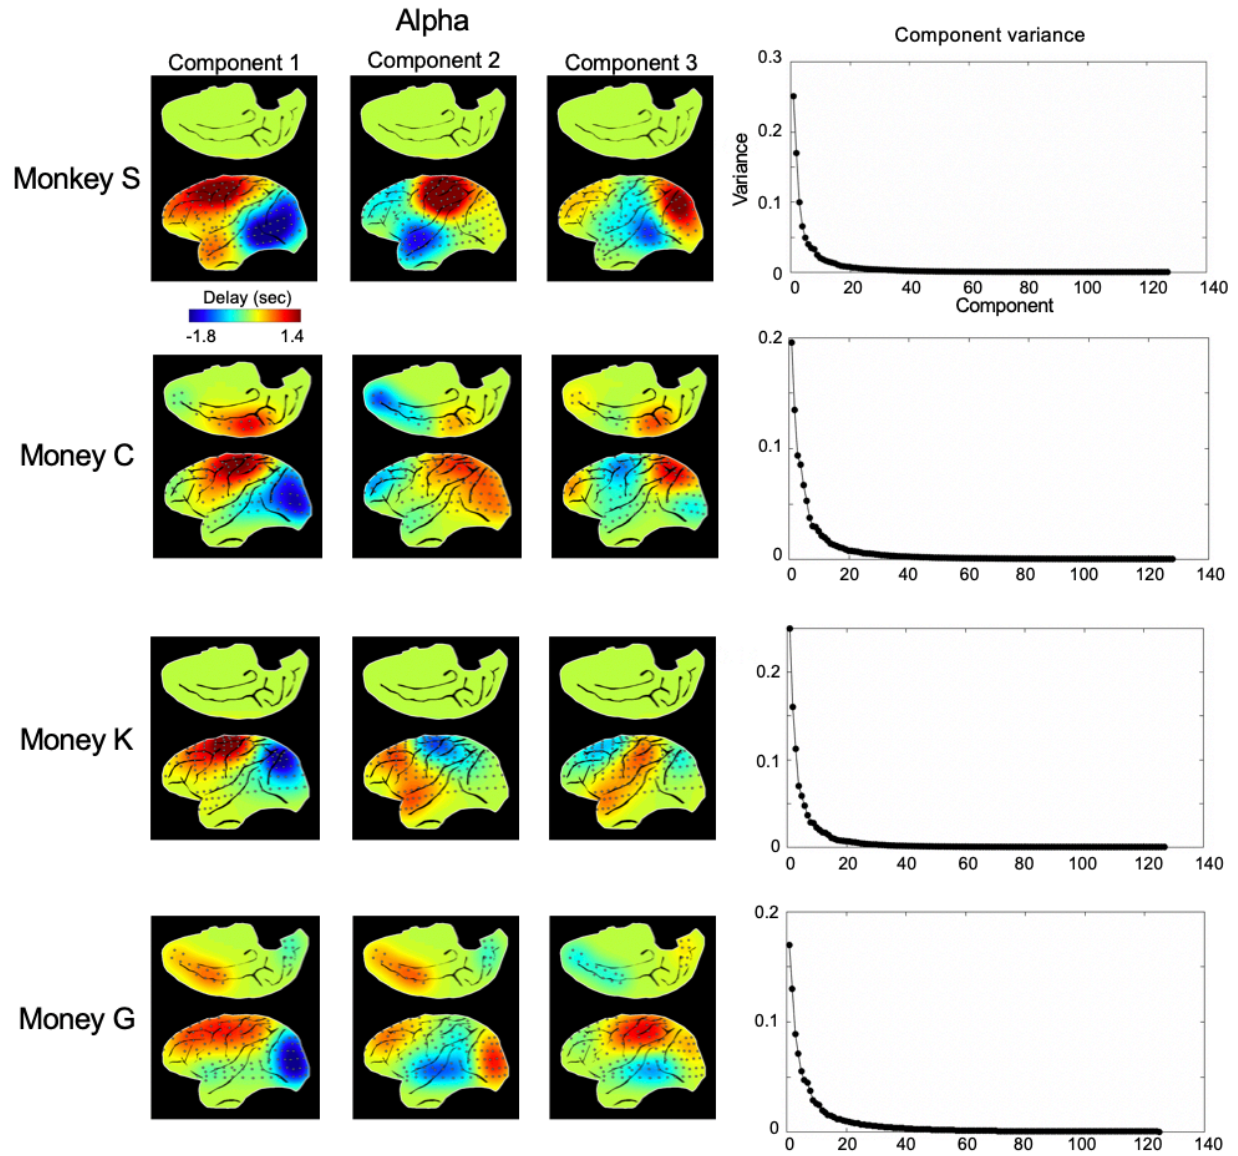 Alpha
Component 1 Component 2 Component 3
Component variance
Monkey S
0.3
0.2
0.1
0
Variance
0 20 40 60 80 100 120 140
Component
Delay (sec)
-1.8 1.4
Money C
0.2
0.1
0
0 20 40 60 80 100 120 140
Money K
0.2
0.1
0
0 20 40 60 80 100 120 140
Money G
0.2
0.1
0
0 20 40 60 80 100 120 140